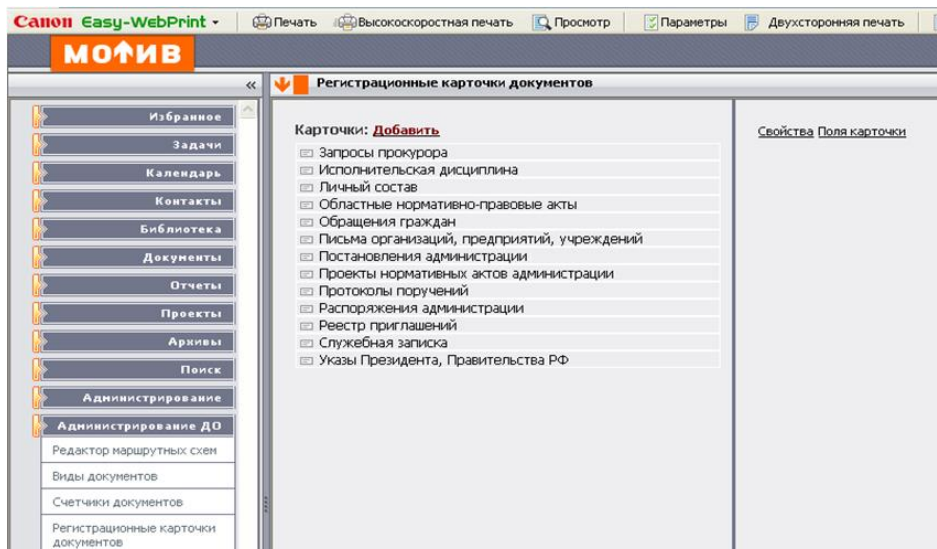 Canon Easy-WebPrint Печать Высокоскоростная печать Просмотр Параметры Двухсторонняя печать
МОТИВ
« Регистрационные карточки документов
Избранное
Задачи
Календарь
Контакты
Библиотека
Документы
Отчеты
Проекты
Архивы
Поиск
Администрирование
Администрирование ДО
Редактор маршрутных схем
Виды документов
Счетчики документов
Регистрационные карточки
документов
Карточки: Добавить
Запросы прокурора
Исполнительская дисциплина
Личный состав
Областные нормативно-правовые акты
Обращения граждан
Письма организаций, предприятий, учреждений
Постановления администрации
Проекты нормативных актов администрации
Протоколы поручений
Распоряжения администрации
Реестр приглашений
Служебная записка
Указы Президента, Правительства РФ
Свойства Поля карточки